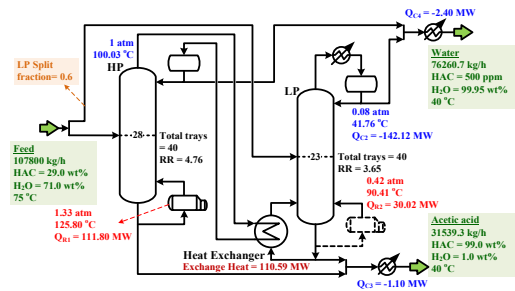 Q_C4 = -2.40 MW
1 atm
100.03 °C
HP
LP Split
fraction= 0.6
Water
76260.7 kg/h
HAC = 500 ppm
H₂O = 99.95 wt%
40 °C
LP
0.08 atm
41.76 °C
Q_C2 = -142.12 MW
28
Total trays
= 40
RR = 4.76
23
Total trays = 40
RR = 3.65
Feed
107800 kg/h
HAC = 29.0 wt%
H₂O = 71.0 wt%
75 °C
0.42 atm
90.41 °C
Q_R2 = 30.02 MW
1.33 atm
125.80 °C
Q_R1 = 111.80 MW
Heat Exchanger
Exchange Heat = 110.59 MW
Acetic acid
31539.3 kg/h
HAC = 99.0 wt%
H₂O = 1.0 wt%
40 °C
Q_C3 = -1.10 MW